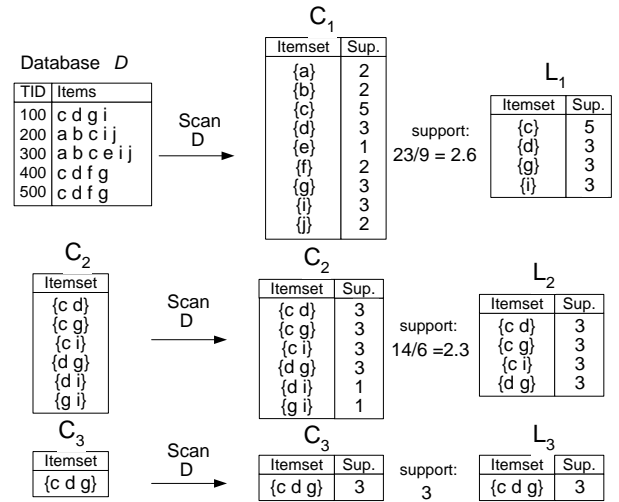 Database D
TID Items
100 c d g i
200 a b c i j
300 a b c e i j
400 c d f g
500 c d f g
Scan
D
C1
Itemset Sup.
{a} 2
{b} 2
{c} 5
{d} 3
{e} 1
{f} 2
{g} 3
{i} 3
{j} 2
support:
23/9 = 2.6
L1
Itemset Sup.
{c} 5
{d} 3
{g} 3
{i} 3
C2
Itemset
{c d}
{c g}
{c i}
{d g}
{d i}
{g i}
Scan
D
C2
Itemset Sup.
{c d} 3
{c g} 3
{c i} 3
{d g} 3
{d i} 1
{g i} 1
support:
14/6 =2.3
L2
Itemset Sup.
{c d} 3
{c g} 3
{c i} 3
{d g} 3
C3
Itemset
{c d g}
Scan
D
C3
Itemset Sup.
{c d g} 3
support:
3
L3
Itemset Sup.
{c d g} 3